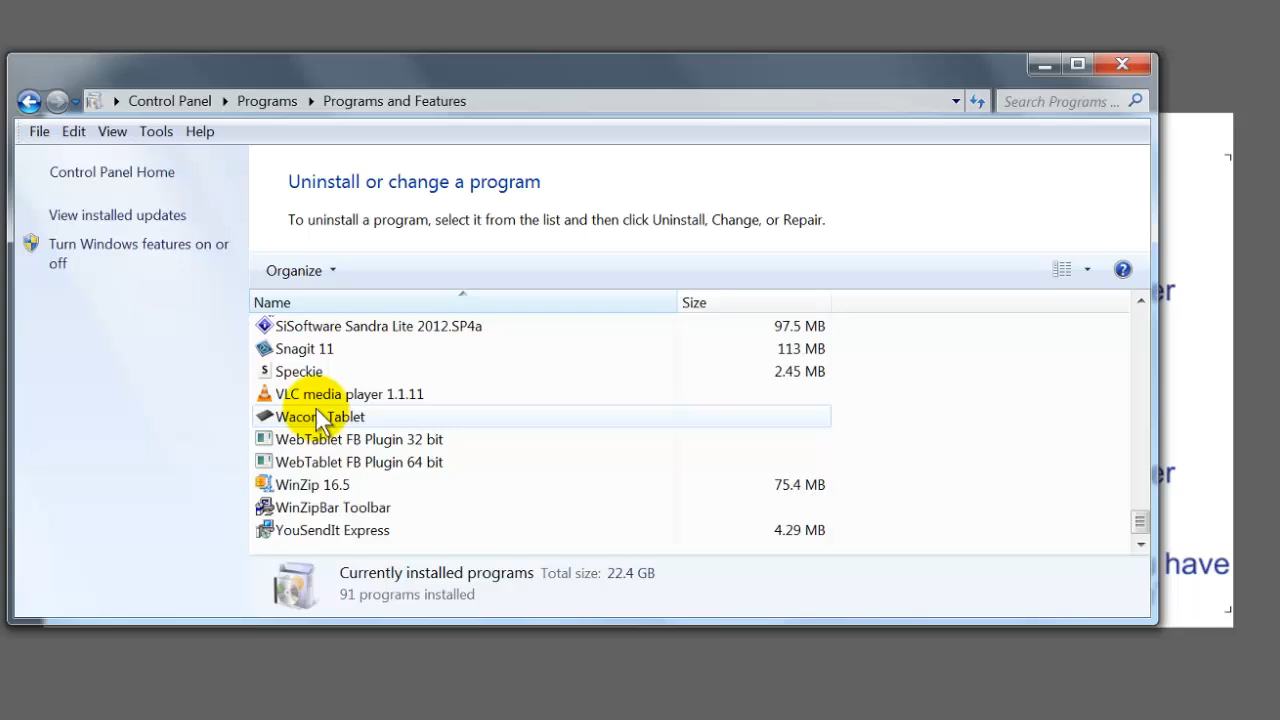 Control Panel Programs Programs and Features Search Programs ...
File Edit View Tools Help
Control Panel Home
View installed updates
Turn Windows features on or
off
Uninstall or change a program
To uninstall a program, select it from the list and then click Uninstall, Change, or Repair.
Organize
Name Size
SiSoftware Sandra Lite 2012.SP4a 97.5 MB
Snagit 11 113 MB
S Speckie 2.45 MB
VLC media player 1.1.11
Wacom Tablet
WebTablet FB Plugin 32 bit
WebTablet FB Plugin 64 bit
WinZip 16.5 75.4 MB
WinZipBar Toolbar
YouSendIt Express 4.29 MB
Currently installed programs Total size: 22.4 GB
91 programs installed
er
er
have